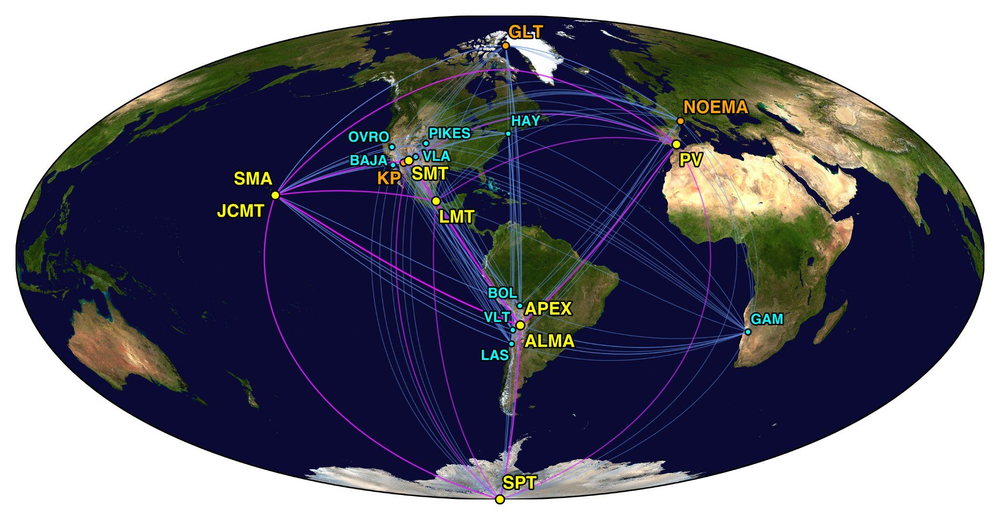 GLT
NOEMA
HAY
OVRO
PIKES
BAJA
VLA
PV
KP
SMT
SMA
JCMT
LMT
BOL
APEX
VLT
GAM
ALMA
LAS
SPT